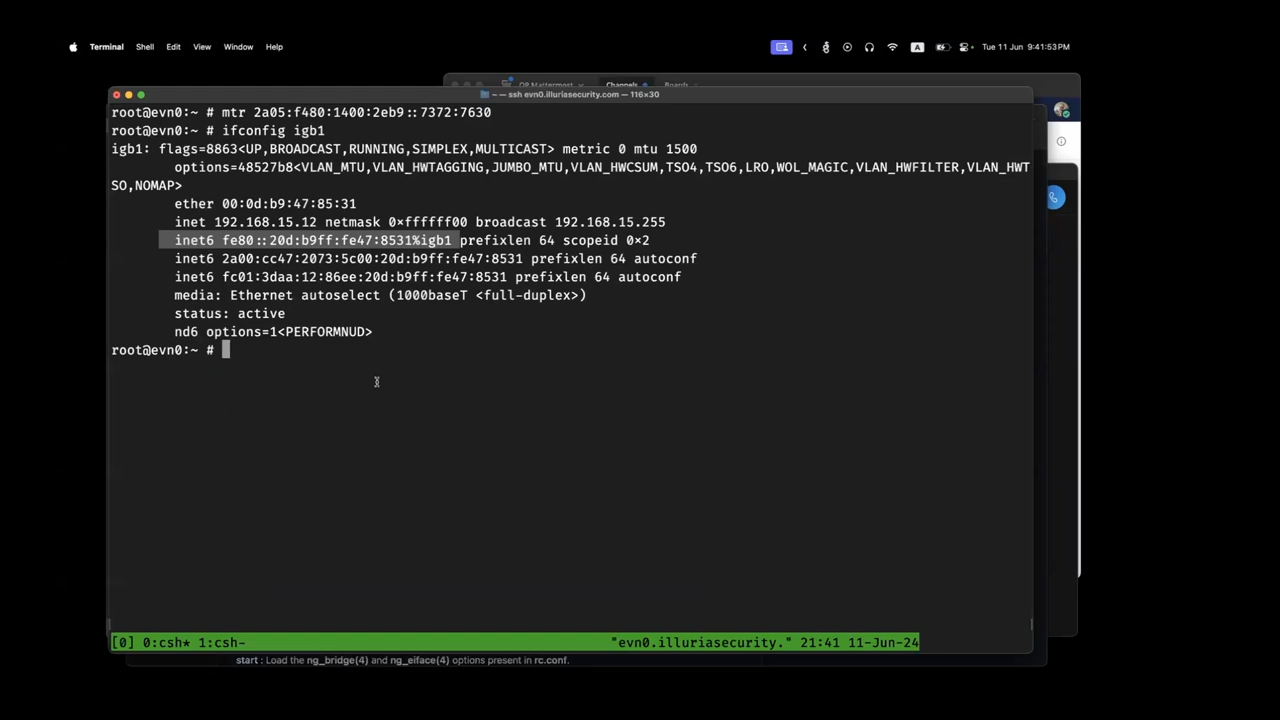 Terminal Shell Edit View Window Help A Tue 11 Jun 9:41:53 PM
QR Mattermost Channels Boards
~ — ssh evn0.illuriasecurity.com — 116×30
root@evn0:~ # mtr 2a05:f480:1400:2eb9::7372:7630
root@evn0:~ # ifconfig igb1
igb1: flags=8863<UP,BROADCAST,RUNNING,SIMPLEX,MULTICAST> metric 0 mtu 1500
options=48527b8<VLAN_MTU,VLAN_HWTAGGING,JUMBO_MTU,VLAN_HWCSUM,TSO4,TSO6,LRO,WOL_MAGIC,VLAN_HWFILTER,VLAN_HWT
SO,NOMAP>
ether 00:0d:b9:47:85:31
inet 192.168.15.12 netmask 0xffffff00 broadcast 192.168.15.255
inet6 fe80::20d:b9ff:fe47:8531%igb1 prefixlen 64 scopeid 0x2
inet6 2a00:cc47:2073:5c00:20d:b9ff:fe47:8531 prefixlen 64 autoconf
inet6 fc01:3daa:12:86ee:20d:b9ff:fe47:8531 prefixlen 64 autoconf
media: Ethernet autoselect (1000baseT <full-duplex>)
status: active
nd6 options=1<PERFORMNUD>
root@evn0:~ #
[0] 0:csh* 1:csh- "evn0.illuriasecurity." 21:41 11-Jun-24
start : Load the ng_bridge(4) and ng_eiface(4) options present in rc.conf.